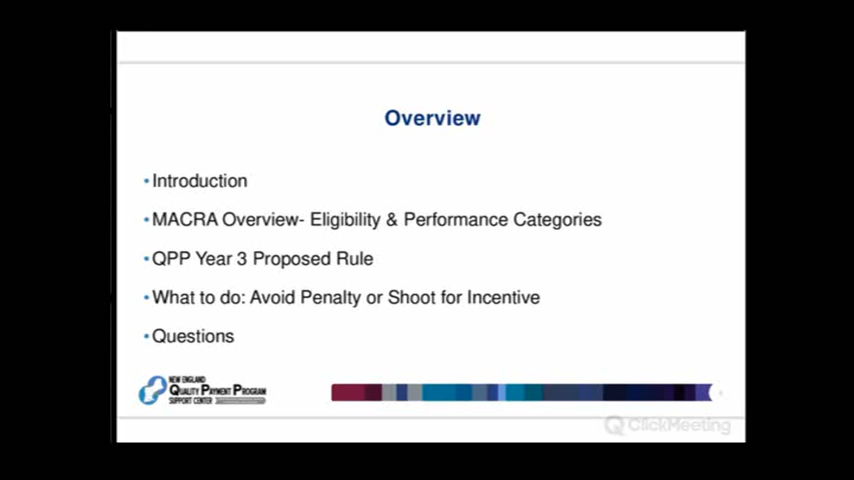 Overview
•Introduction
•MACRA Overview- Eligibility & Performance Categories
•QPP Year 3 Proposed Rule
•What to do: Avoid Penalty or Shoot for Incentive
•Questions
NEW ENGLAND
QUALITY PAYMENT PROGRAM
SUPPORT CENTER
ClickMeeting